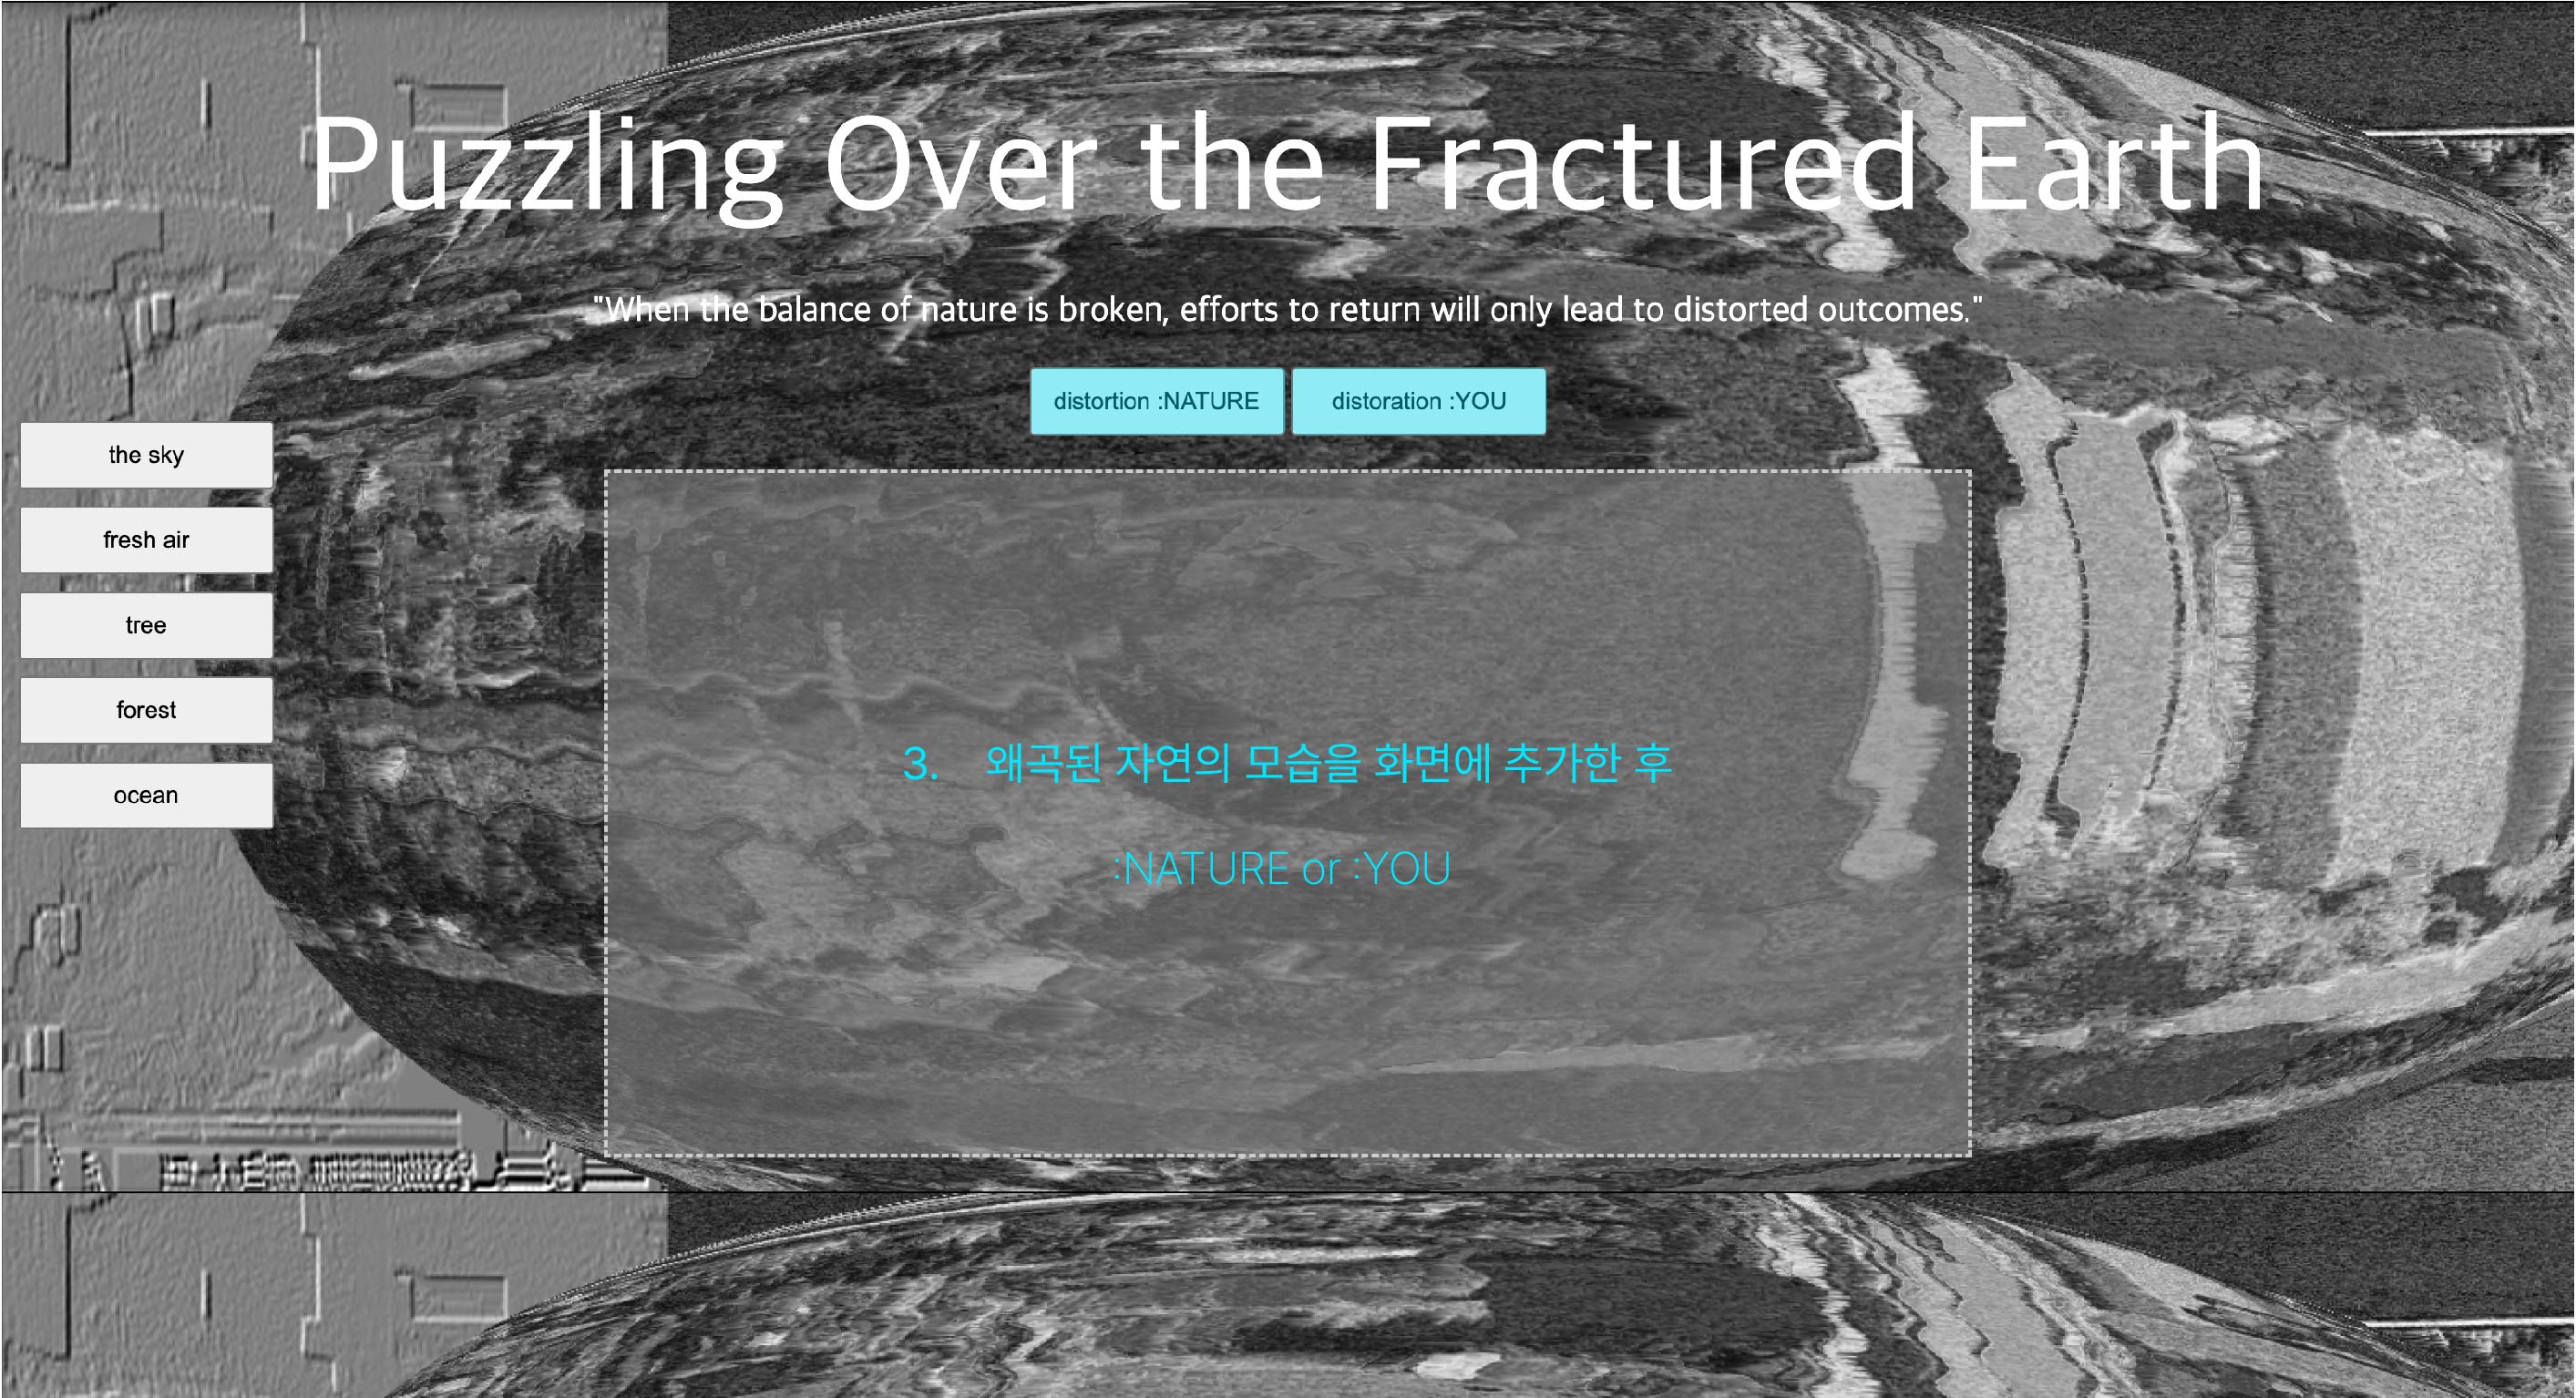 Puzzling Over the Fractured Earth
"When the balance of nature is broken, efforts to return will only lead to distorted outcomes."
distortion :NATURE
distoration :YOU
the sky
fresh air
tree
forest
ocean
3. 왜곡된 자연의 모습을 화면에 추가한 후
:NATURE or :YOU